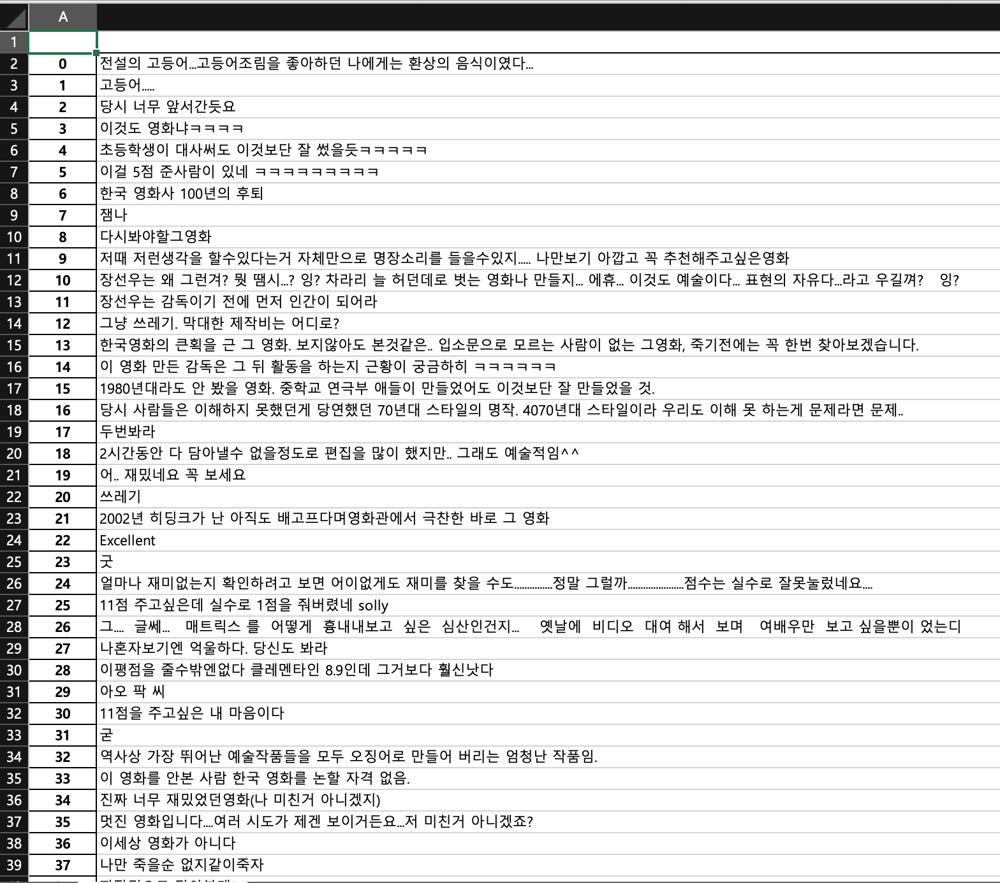 A
1
2 0 전설의 고등어...고등어조림을 좋아하던 나에게는 환상의 음식이였다...
3 1 고등어.....
4 2 당시 너무 앞서간듯요
5 3 이것도 영화냐ㅋㅋㅋㅋ
6 4 초등학생이 대사써도 이것보단 잘 썼을듯ㅋㅋㅋㅋㅋ
7 5 이걸 5점 준사람이 있네 ㅋㅋㅋㅋㅋㅋㅋㅋㅋ
8 6 한국 영화사 100년의 후퇴
9 7 잼나
10 8 다시봐야할그영화
11 9 저때 저런생각을 할수있다는거 자체만으로 명장소리를 들을수있지..... 나만보기 아깝고 꼭 추천해주고싶은영화
12 10 장선우는 왜 그런겨? 뭣 땜시...? 잉? 차라리 늘 허던데로 벗는 영화나 만들지... 에휴... 이것도 예술이다... 표현의 자유다...라고 우길껴? 잉?
13 11 장선우는 감독이기 전에 먼저 인간이 되어라
14 12 그냥 쓰레기. 막대한 제작비는 어디로?
15 13 한국영화의 큰획을 근 그 영화. 보지않아도 본것같은.. 입소문으로 모르는 사람이 없는 그영화, 죽기전에는 꼭 한번 찾아보겠습니다.
16 14 이 영화 만든 감독은 그 뒤 활동을 하는지 근황이 궁금하히 ㅋㅋㅋㅋㅋㅋ
17 15 1980년대라도 안 봤을 영화. 중학교 연극부 애들이 만들었어도 이것보단 잘 만들었을 것.
18 16 당시 사람들은 이해하지 못했던게 당연했던 70년대 스타일의 명작. 4070년대 스타일이라 우리도 이해 못 하는게 문제라면 문제..
19 17 두번봐라
20 18 2시간동안 다 담아낼수 없을정도로 편집을 많이 했지만.. 그래도 예술적임^^
21 19 어.. 재밌네요 꼭 보세요
22 20 쓰레기
23 21 2002년 히딩크가 난 아직도 배고프다며영화관에서 극찬한 바로 그 영화
24 22 Excellent
25 23 굿
26 24 얼마나 재미없는지 확인하려고 보면 어이없게도 재미를 찾을 수도...............정말 그럴까......................점수는 실수로 잘못눌렀네요....
27 25 11점 주고싶은데 실수로 1점을 줘버렸네 solly
28 26 그.... 글쎄... 매트릭스 를 어떻게 흉내내보고 싶은 심산인건지... 옛날에 비디오 대여 해서 보며 여배우만 보고 싶을뿐이 었는디
29 27 나혼자보기엔 억울하다. 당신도 봐라
30 28 이평점을 줄수밖엔없다 클레멘타인 8.9인데 그거보다 훨신낫다
31 29 아오 팍 씨
32 30 11점을 주고싶은 내 마음이다
33 31 굳
34 32 역사상 가장 뛰어난 예술작품들을 모두 오징어로 만들어 버리는 엄청난 작품임.
35 33 이 영화를 안본 사람 한국 영화를 논할 자격 없음.
36 34 진짜 너무 재밌었던영화(나 미친거 아니겠지)
37 35 멋진 영화입니다....여러 시도가 제겐 보이거든요...저 미친거 아니겠죠?
38 36 이세상 영화가 아니다
39 37 나만 죽을순 없지같이죽자